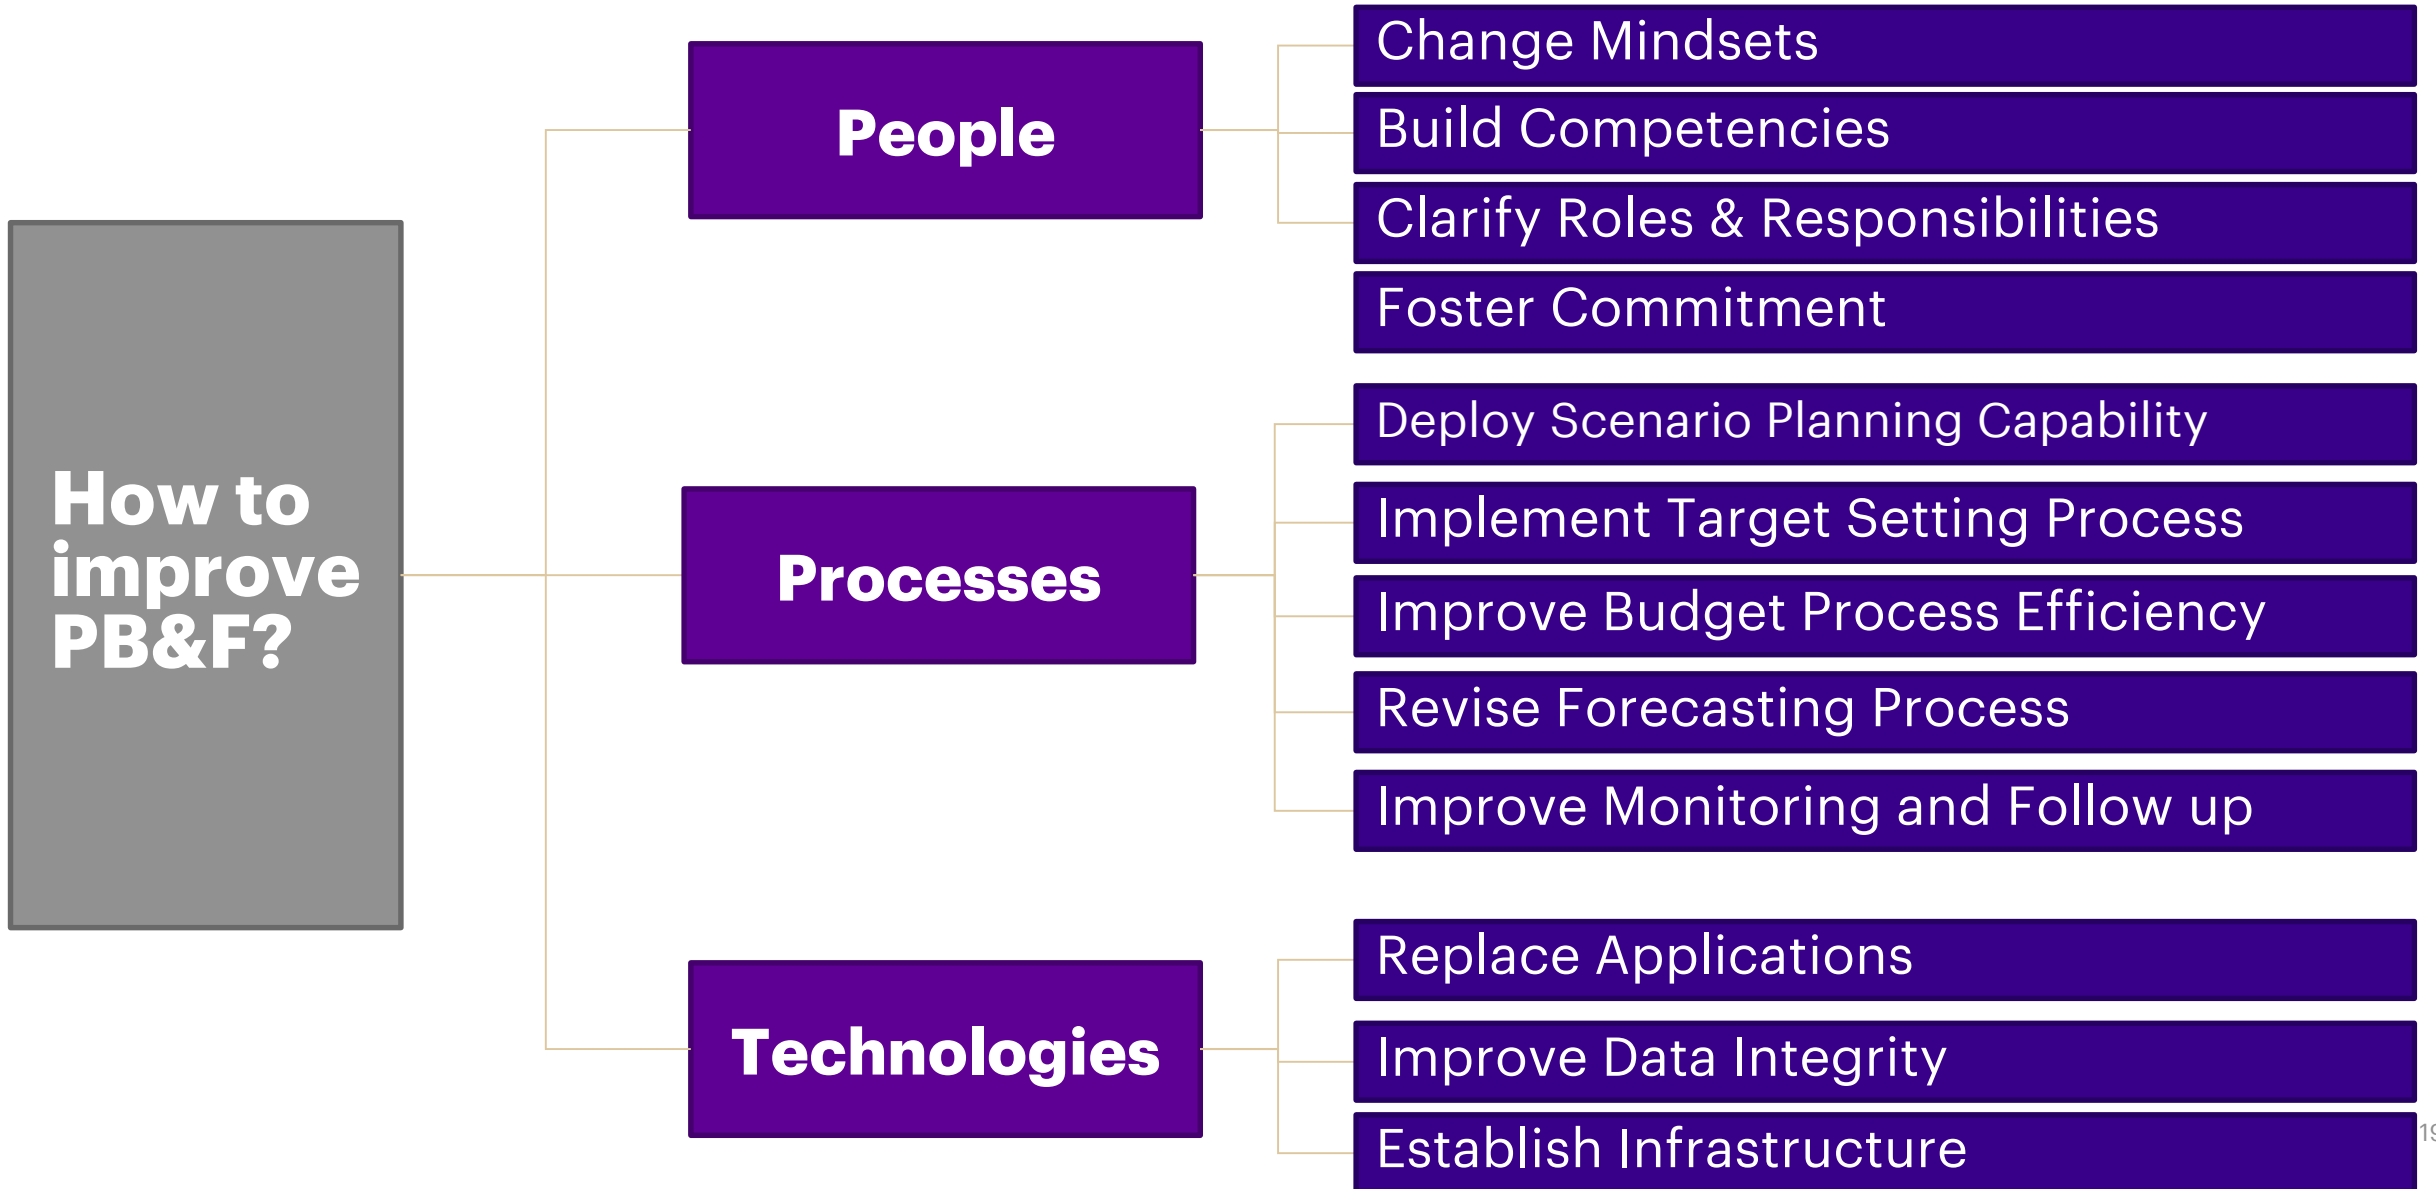 How to
improve
PB&F?
People
Change Mindsets
Build Competencies
Clarify Roles & Responsibilities
Foster Commitment
Processes
Deploy Scenario Planning Capability
Implement Target Setting Process
Improve Budget Process Efficiency
Revise Forecasting Process
Improve Monitoring and Follow up
Technologies
Replace Applications
Improve Data Integrity
Establish Infrastructure
19